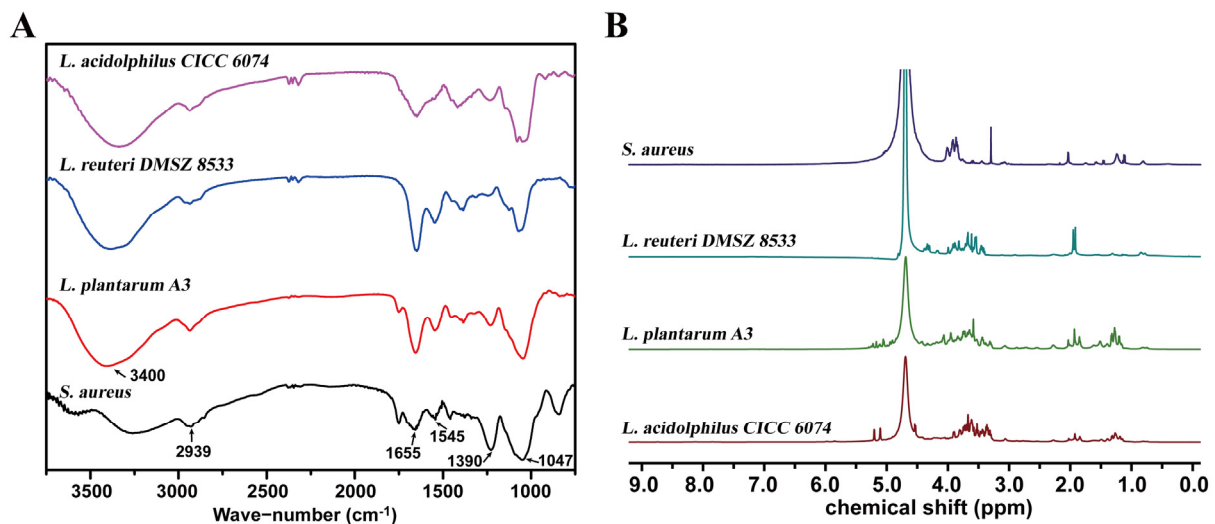 A
L. acidolphilus CICC 6074
L. reuteri DMSZ 8533
L. plantarum A3
3400
S. aureus
2939
1655
1545
1390
1047
3500 3000 2500 2000 1500 1000
Wave−number (cm⁻¹)
B
S. aureus
L. reuteri DMSZ 8533
L. plantarum A3
L. acidolphilus CICC 6074
9.0 8.0 7.0 6.0 5.0 4.0 3.0 2.0 1.0 0.0
chemical shift (ppm)